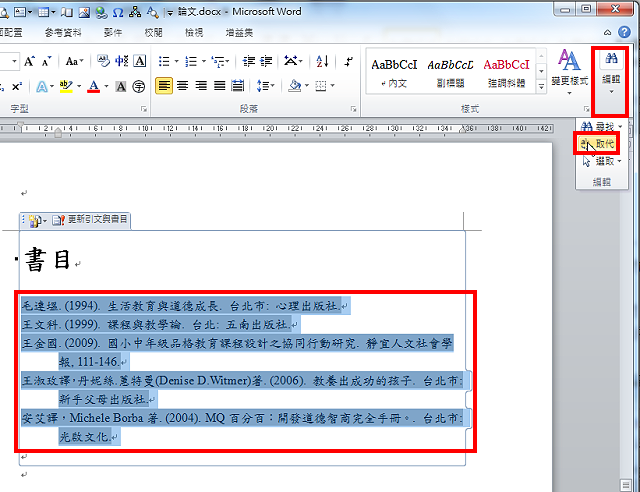 論文.docx - Microsoft Word
面配置 參考資料 郵件 校閱 檢視 增益集
AaBbCcI AaBbCcD AaBbCcI
內文 副標題 強調斜體 變更樣式 編輯
字型 段落 樣式
尋找
取代
選取
編輯
更新引文與書目
書目
毛連塭. (1994). 生活教育與道德成長. 台北市: 心理出版社.
王文科. (1999). 課程與教學論. 台北: 五南出版社.
王金國. (2009). 國小中年級品格教育課程設計之協同行動研究. 靜宜人文社會學
報, 111-146.
王淑玫譯,丹妮絲.蕙特曼(Denise D.Witmer)著. (2006). 教養出成功的孩子. 台北市:
新手父母出版社.
安艾譯,Michele Borba 著. (2004). MQ 百分百:開發道德智商完全手冊。. 台北市:
光啟文化.